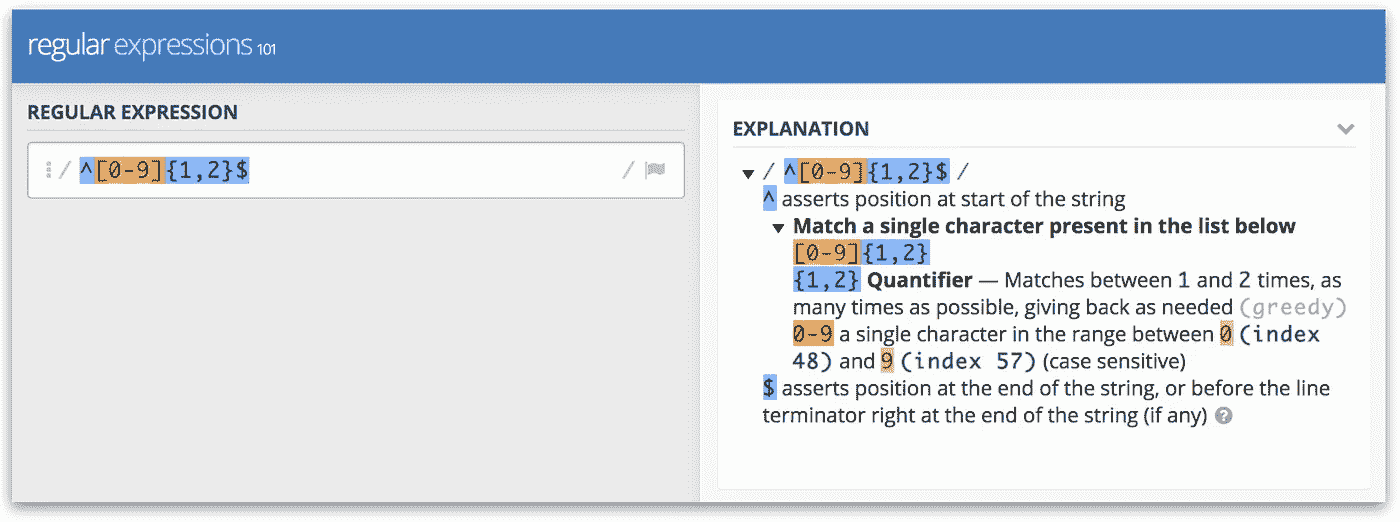 regular expressions 101
REGULAR EXPRESSION
/ ^[0-9]{1,2}$ /
EXPLANATION
/ ^[0-9]{1,2}$ /
^ asserts position at start of the string
Match a single character present in the list below
[0-9]{1,2}
{1,2} Quantifier — Matches between 1 and 2 times, as
many times as possible, giving back as needed (greedy)
0-9 a single character in the range between 0 (index
48) and 9 (index 57) (case sensitive)
$ asserts position at the end of the string, or before the line
terminator right at the end of the string (if any) ?